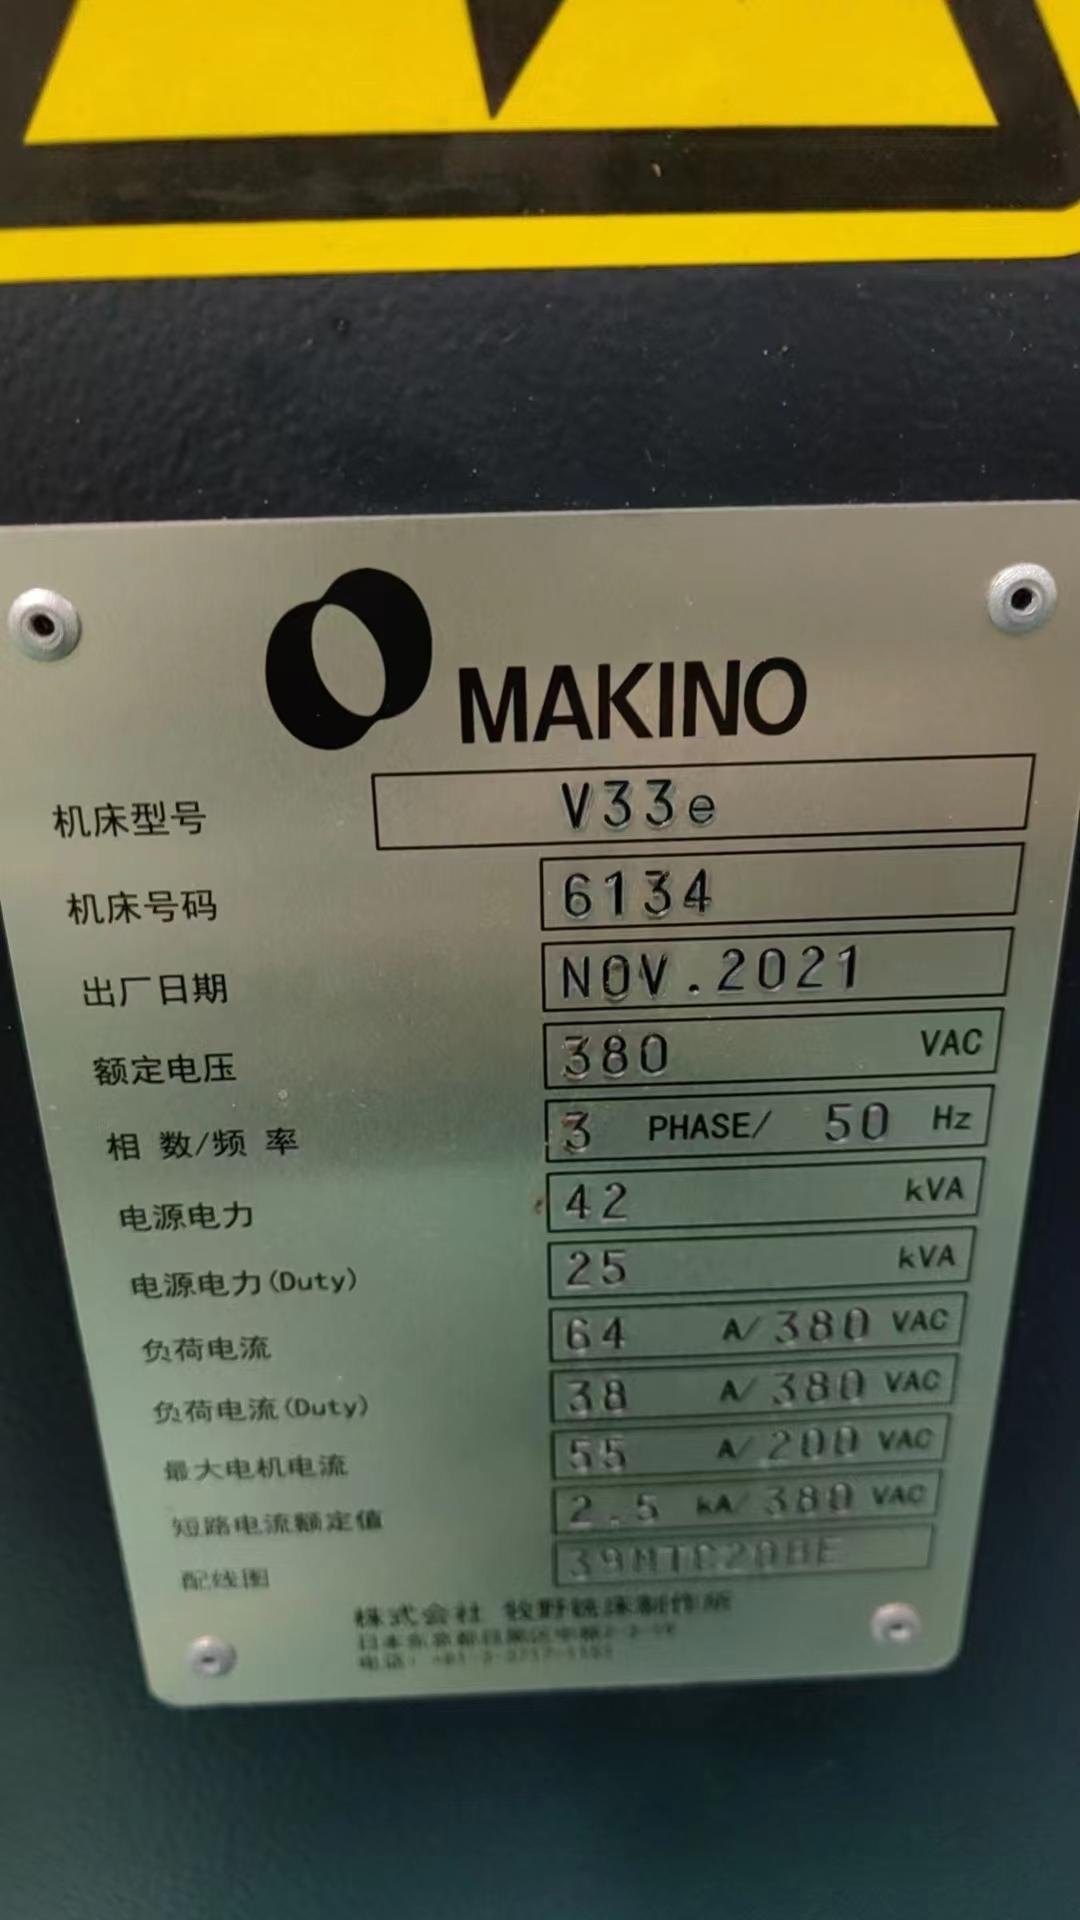 MAKINO
机床型号 V33e
机床号码 6134
出厂日期 NOV.2021
额定电压 380 VAC
相 数/频 率 3 PHASE/ 50 Hz
电源电力 42 kVA
电源电力(Duty) 25 kVA
负荷电流 64 A/ 380 VAC
负荷电流(Duty) 38 A/ 380 VAC
最大电机电流 55 A/ 200 VAC
短路电流额定值 2.5 kA/ 380 VAC
配线图
株式会社 牧野铣床制作所
电话: